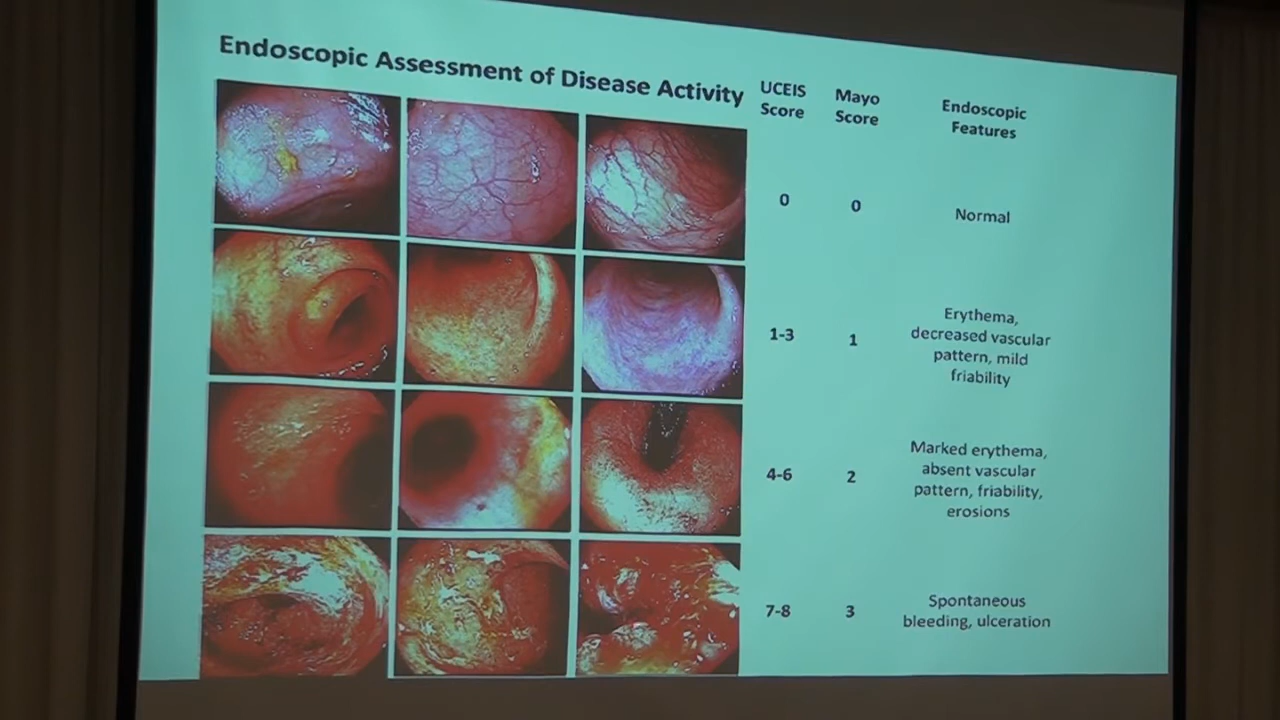 Endoscopic Assessment of Disease Activity
UCEIS
Score
Mayo
Score
Endoscopic
Features
0
0
Normal
1-3
1
Erythema,
decreased vascular
pattern, mild
friability
4-6
2
Marked erythema,
absent vascular
pattern, friability,
erosions
7-8
3
Spontaneous
bleeding, ulceration